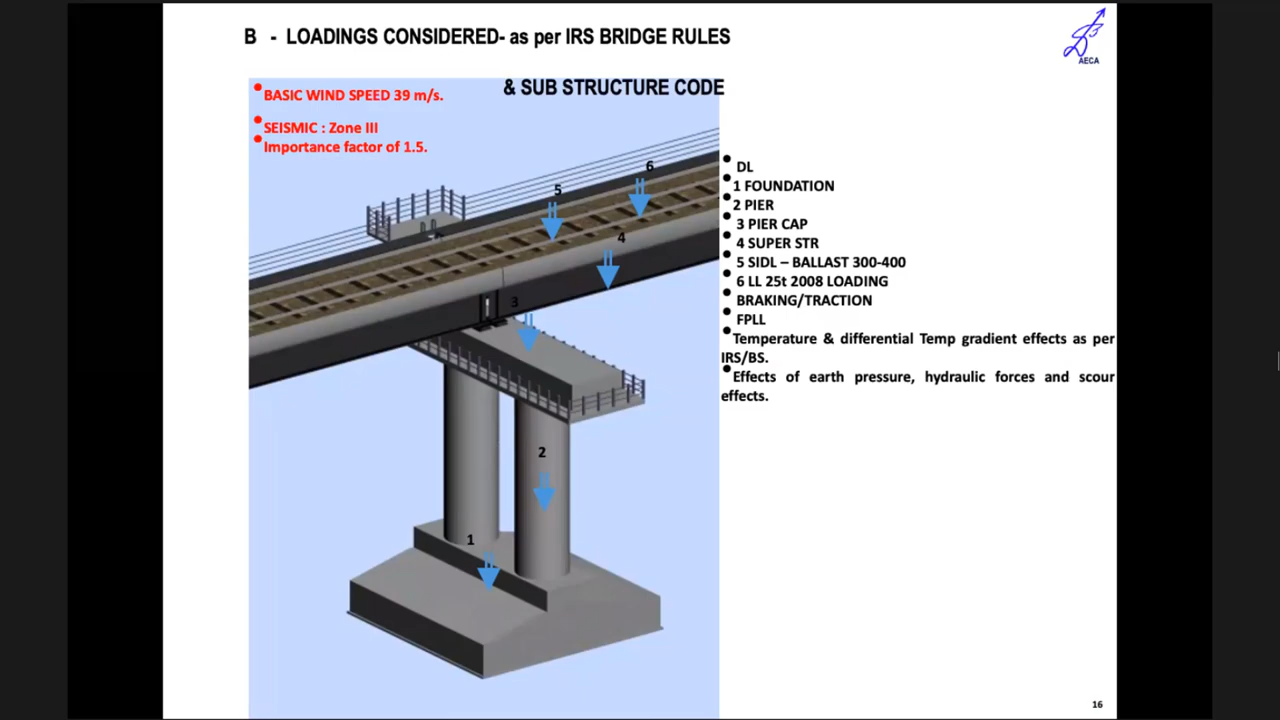 B - LOADINGS CONSIDERED- as per IRS BRIDGE RULES
& SUB STRUCTURE CODE
AECA
•BASIC WIND SPEED 39 m/s.
•SEISMIC : Zone III
•Importance factor of 1.5.
6
5
4
3
2
1
• DL
•1 FOUNDATION
•2 PIER
• 3 PIER CAP
• 4 SUPER STR
• 5 SIDL – BALLAST 300-400
• 6 LL 25t 2008 LOADING
• BRAKING/TRACTION
• FPLL
•Temperature & differential Temp gradient effects as per
IRS/BS.
•Effects of earth pressure, hydraulic forces and scour
effects.
16